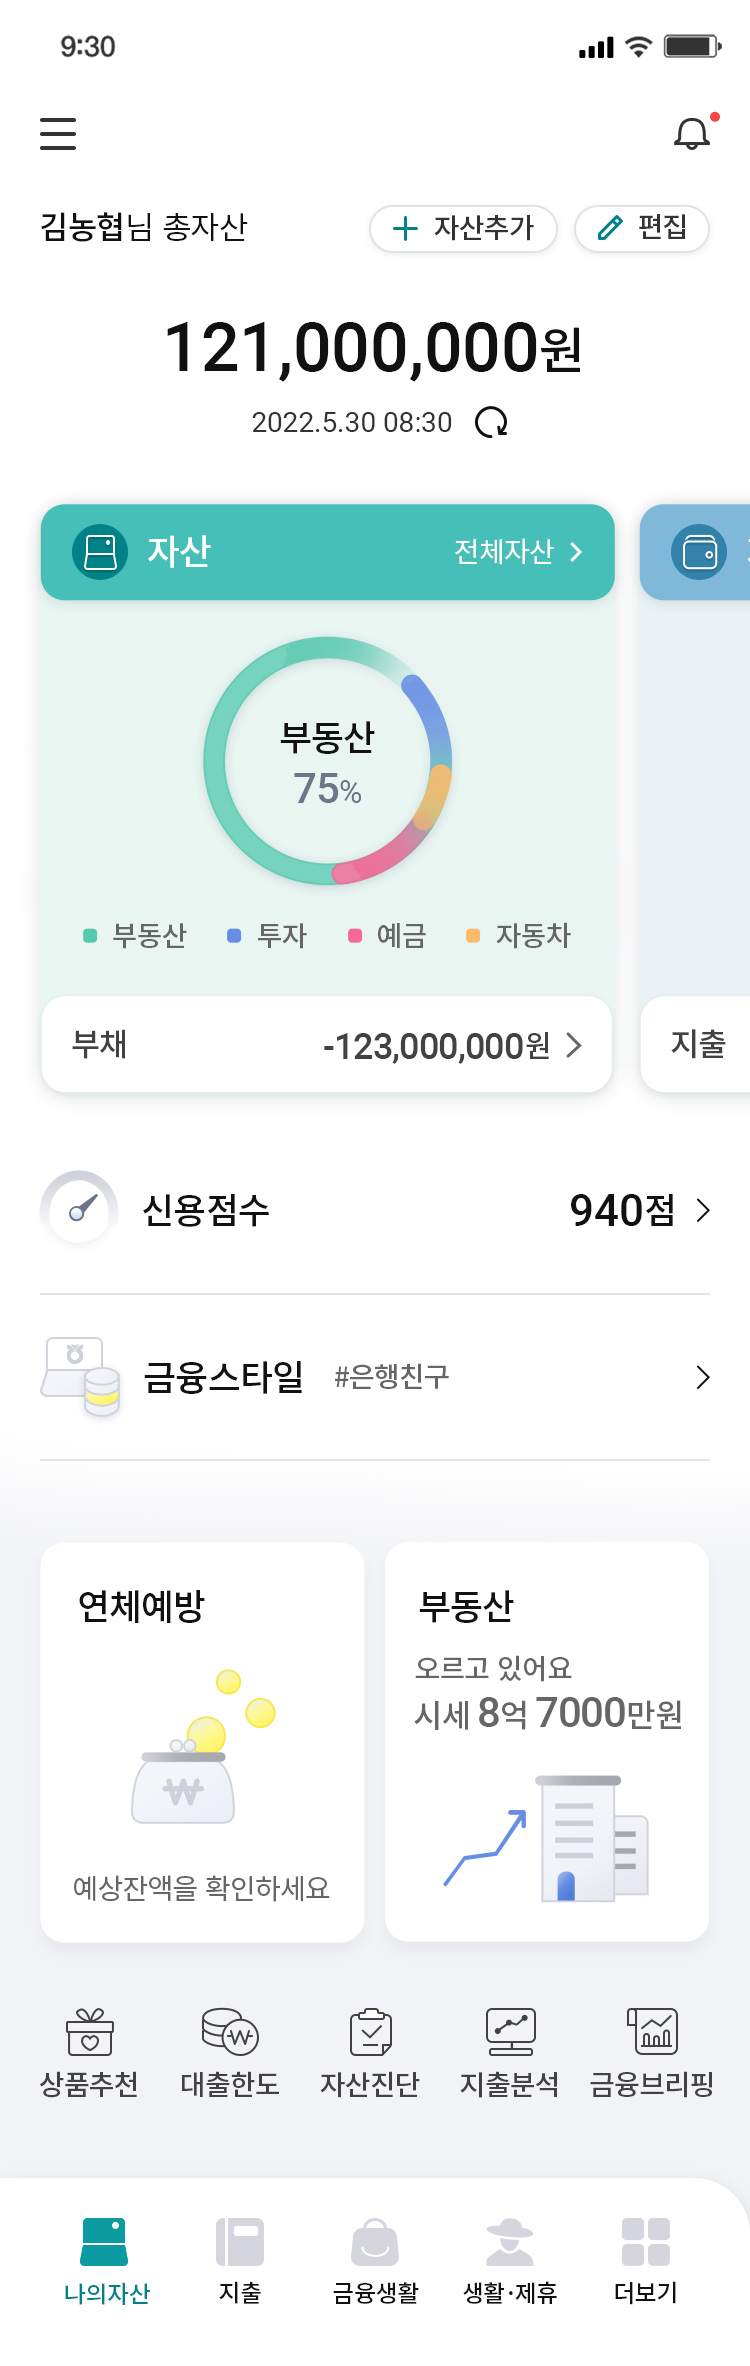 9:30
김농협님 총자산
자산추가
편집
121,000,000원
2022.5.30 08:30
자산
전체자산
부동산
75%
부동산 투자 예금 자동차
부채 -123,000,000원
지출
신용점수 940점
금융스타일 #은행친구
연체예방
예상잔액을 확인하세요
부동산
오르고 있어요
시세 8억 7000만원
상품추천 대출한도 자산진단 지출분석 금융브리핑
나의자산 지출 금융생활 생활·제휴 더보기